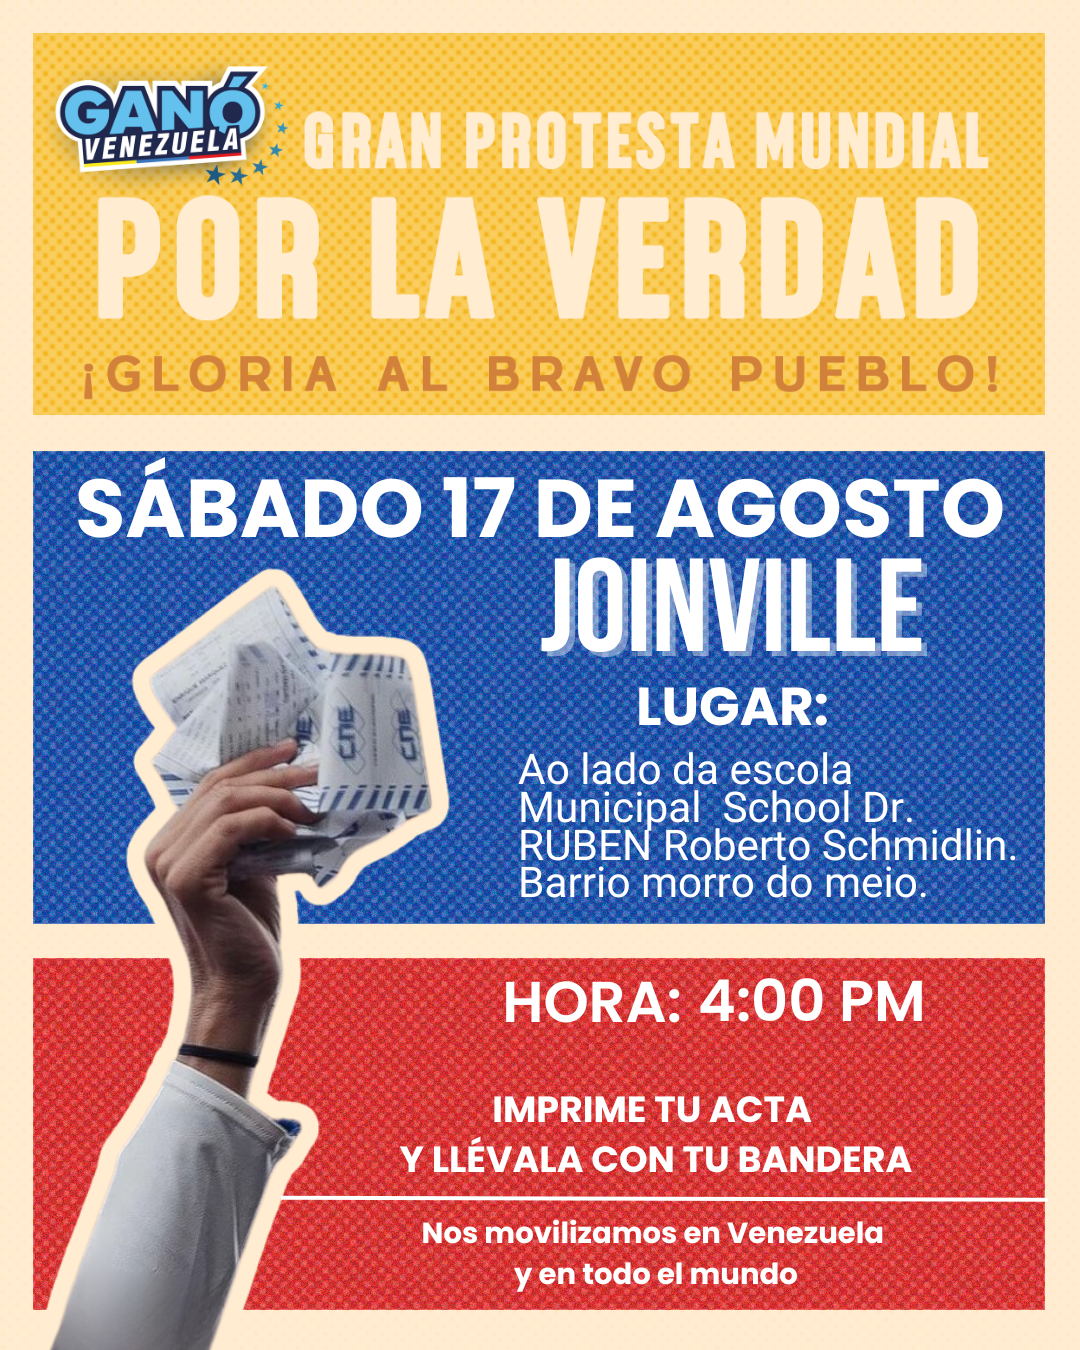 GANÓ
VENEZUELA
GRAN PROTESTA MUNDIAL
POR LA VERDAD
¡GLORIA AL BRAVO PUEBLO!
SÁBADO 17 DE AGOSTO
JOINVILLE
LUGAR:
Ao lado da escola
Municipal School Dr.
RUBEN Roberto Schmidlin.
Barrio morro do meio.
CNE
CNE
HORA: 4:00 PM
IMPRIME TU ACTA
Y LLÉVALA CON TU BANDERA
Nos movilizamos en Venezuela
y en todo el mundo